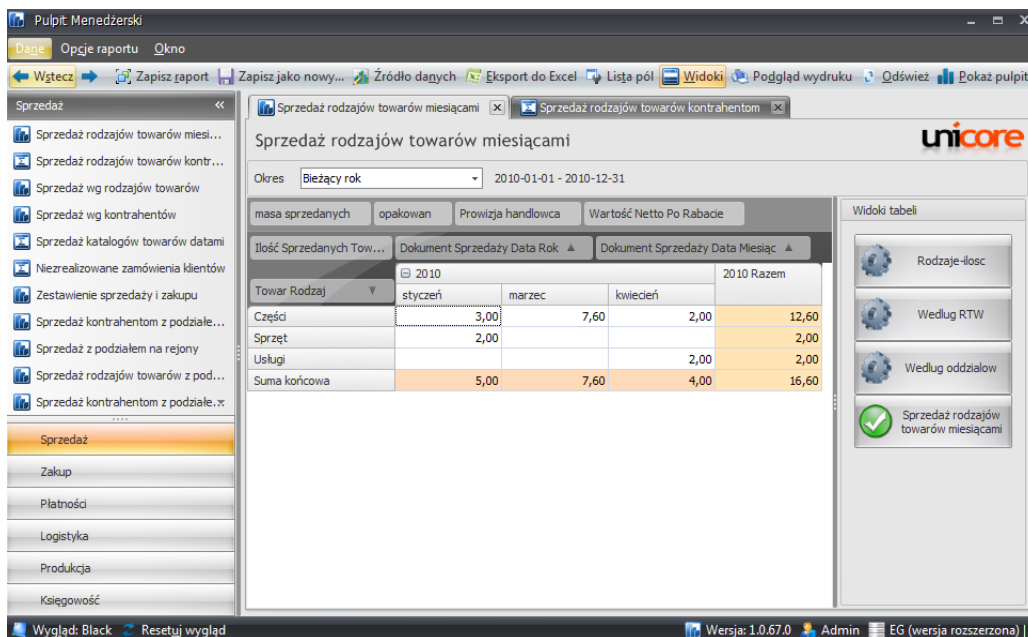 Pulpit Menedżerski
Dane Opcje raportu Okno
Wstecz Zapisz raport Zapisz jako nowy... Źródło danych Eksport do Excel Lista pól Widoki Podgląd wydruku Odśwież Pokaż pulpit
Sprzedaż
Sprzedaż rodzajów towarów miesi...
Sprzedaż rodzajów towarów kontr...
Sprzedaż wg rodzajów towarów
Sprzedaż wg kontrahentów
Sprzedaż katalogów towarów datami
Niezrealizowane zamówienia klientów
Zestawienie sprzedaży i zakupu
Sprzedaż kontrahentom z podziałe...
Sprzedaż z podziałem na rejony
Sprzedaż rodzajów towarów z pod...
Sprzedaż kontrahentom z podziałe.
Sprzedaż
Zakup
Płatności
Logistyka
Produkcja
Księgowość
Sprzedaż rodzajów towarów miesiącami Sprzedaż rodzajów towarów kontrahentom
Sprzedaż rodzajów towarów miesiącami
unicore
Okres Bieżący rok 2010-01-01 - 2010-12-31
masa sprzedanych opakowan Prowizja handlowca Wartość Netto Po Rabacie
Ilość Sprzedanych Tow... Dokument Sprzedaży Data Rok Dokument Sprzedaży Data Miesiąc
2010 2010 Razem
Towar Rodzaj styczeń marzec kwiecień
Części 3,00 7,60 2,00 12,60
Sprzęt 2,00 2,00
Usługi 2,00 2,00
Suma końcowa 5,00 7,60 4,00 16,60
Widoki tabeli
Rodzaje-ilosc
Wedlug RTW
Wedlug oddzialow
Sprzedaż rodzajów
towarów miesiącami
Wygląd: Black Resetuj wygląd Wersja: 1.0.67.0 Admin EG (wersja rozszerzona) |